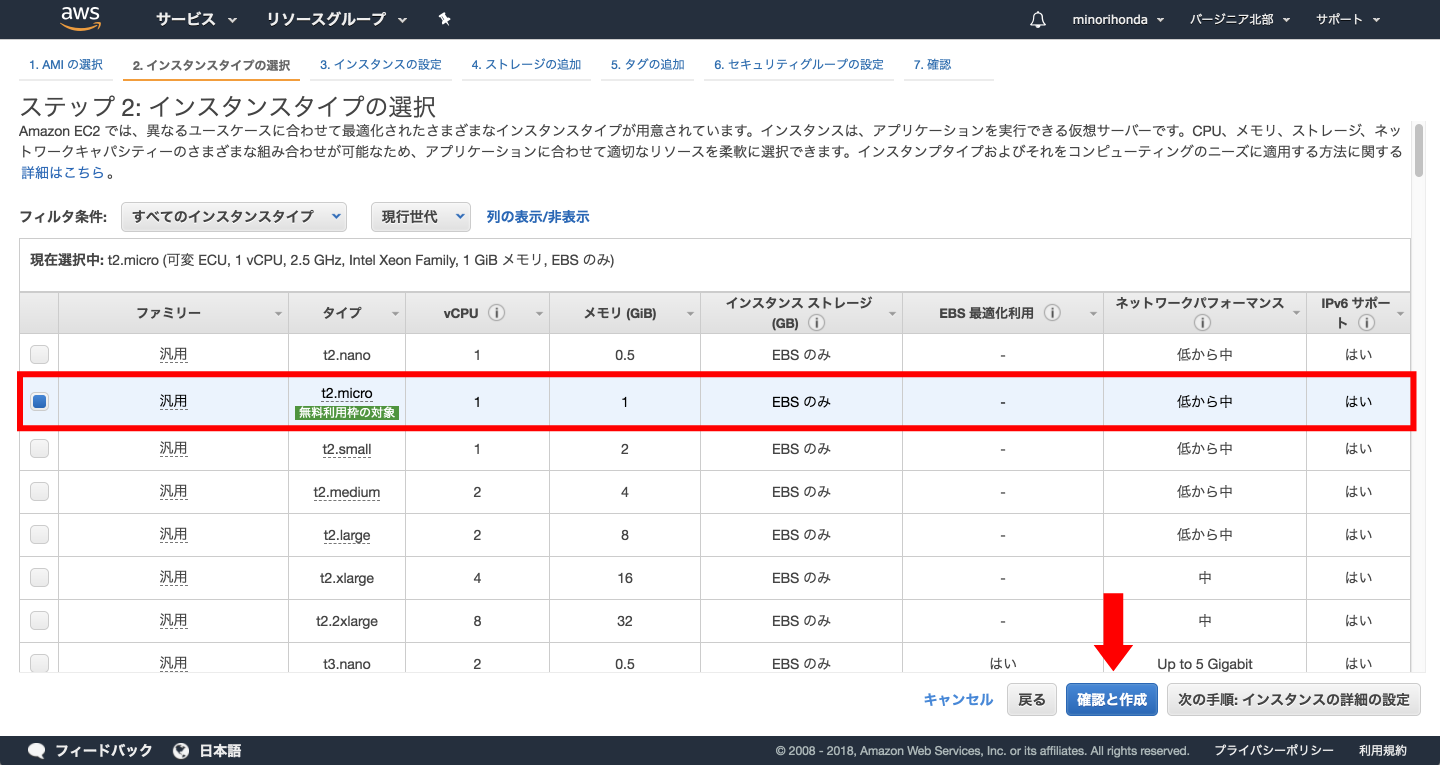 aws サービス リソースグループ minorihonda バージニア北部 サポート
1. AMI の選択 2. インスタンスタイプの選択 3. インスタンスの設定 4. ストレージの追加 5. タグの追加 6. セキュリティグループの設定 7. 確認
ステップ 2: インスタンスタイプの選択
Amazon EC2 では、異なるユースケースに合わせて最適化されたさまざまなインスタンスタイプが用意されています。インスタンスは、アプリケーションを実行できる仮想サーバーです。CPU、メモリ、ストレージ、ネッ
トワークキャパシティーのさまざまな組み合わせが可能なため、アプリケーションに合わせて適切なリソースを柔軟に選択できます。インスタンプタイプおよびそれをコンピューティングのニーズに適用する方法に関する
詳細はこちら。
フィルタ条件: すべてのインスタンスタイプ 現行世代 列の表示/非表示
現在選択中: t2.micro (可変 ECU, 1 vCPU, 2.5 GHz, Intel Xeon Family, 1 GiB メモリ, EBS のみ)
ファミリー タイプ vCPU i メモリ (GiB) インスタンス ストレージ (GB) i EBS 最適化利用 i ネットワークパフォーマンス i IPv6 サポート i
汎用 t2.nano 1 0.5 EBS のみ - 低から中 はい
汎用 t2.micro 無料利用枠の対象 1 1 EBS のみ - 低から中 はい
汎用 t2.small 1 2 EBS のみ - 低から中 はい
汎用 t2.medium 2 4 EBS のみ - 低から中 はい
汎用 t2.large 2 8 EBS のみ - 低から中 はい
汎用 t2.xlarge 4 16 EBS のみ - 中 はい
汎用 t2.2xlarge 8 32 EBS のみ - 中 はい
汎用 t3.nano 2 0.5 EBS のみ はい Up to 5 Gigabit はい
キャンセル 戻る 確認と作成 次の手順: インスタンスの詳細の設定
フィードバック 日本語 © 2008 - 2018, Amazon Web Services, Inc. or its affiliates. All rights reserved. プライバシーポリシー 利用規約